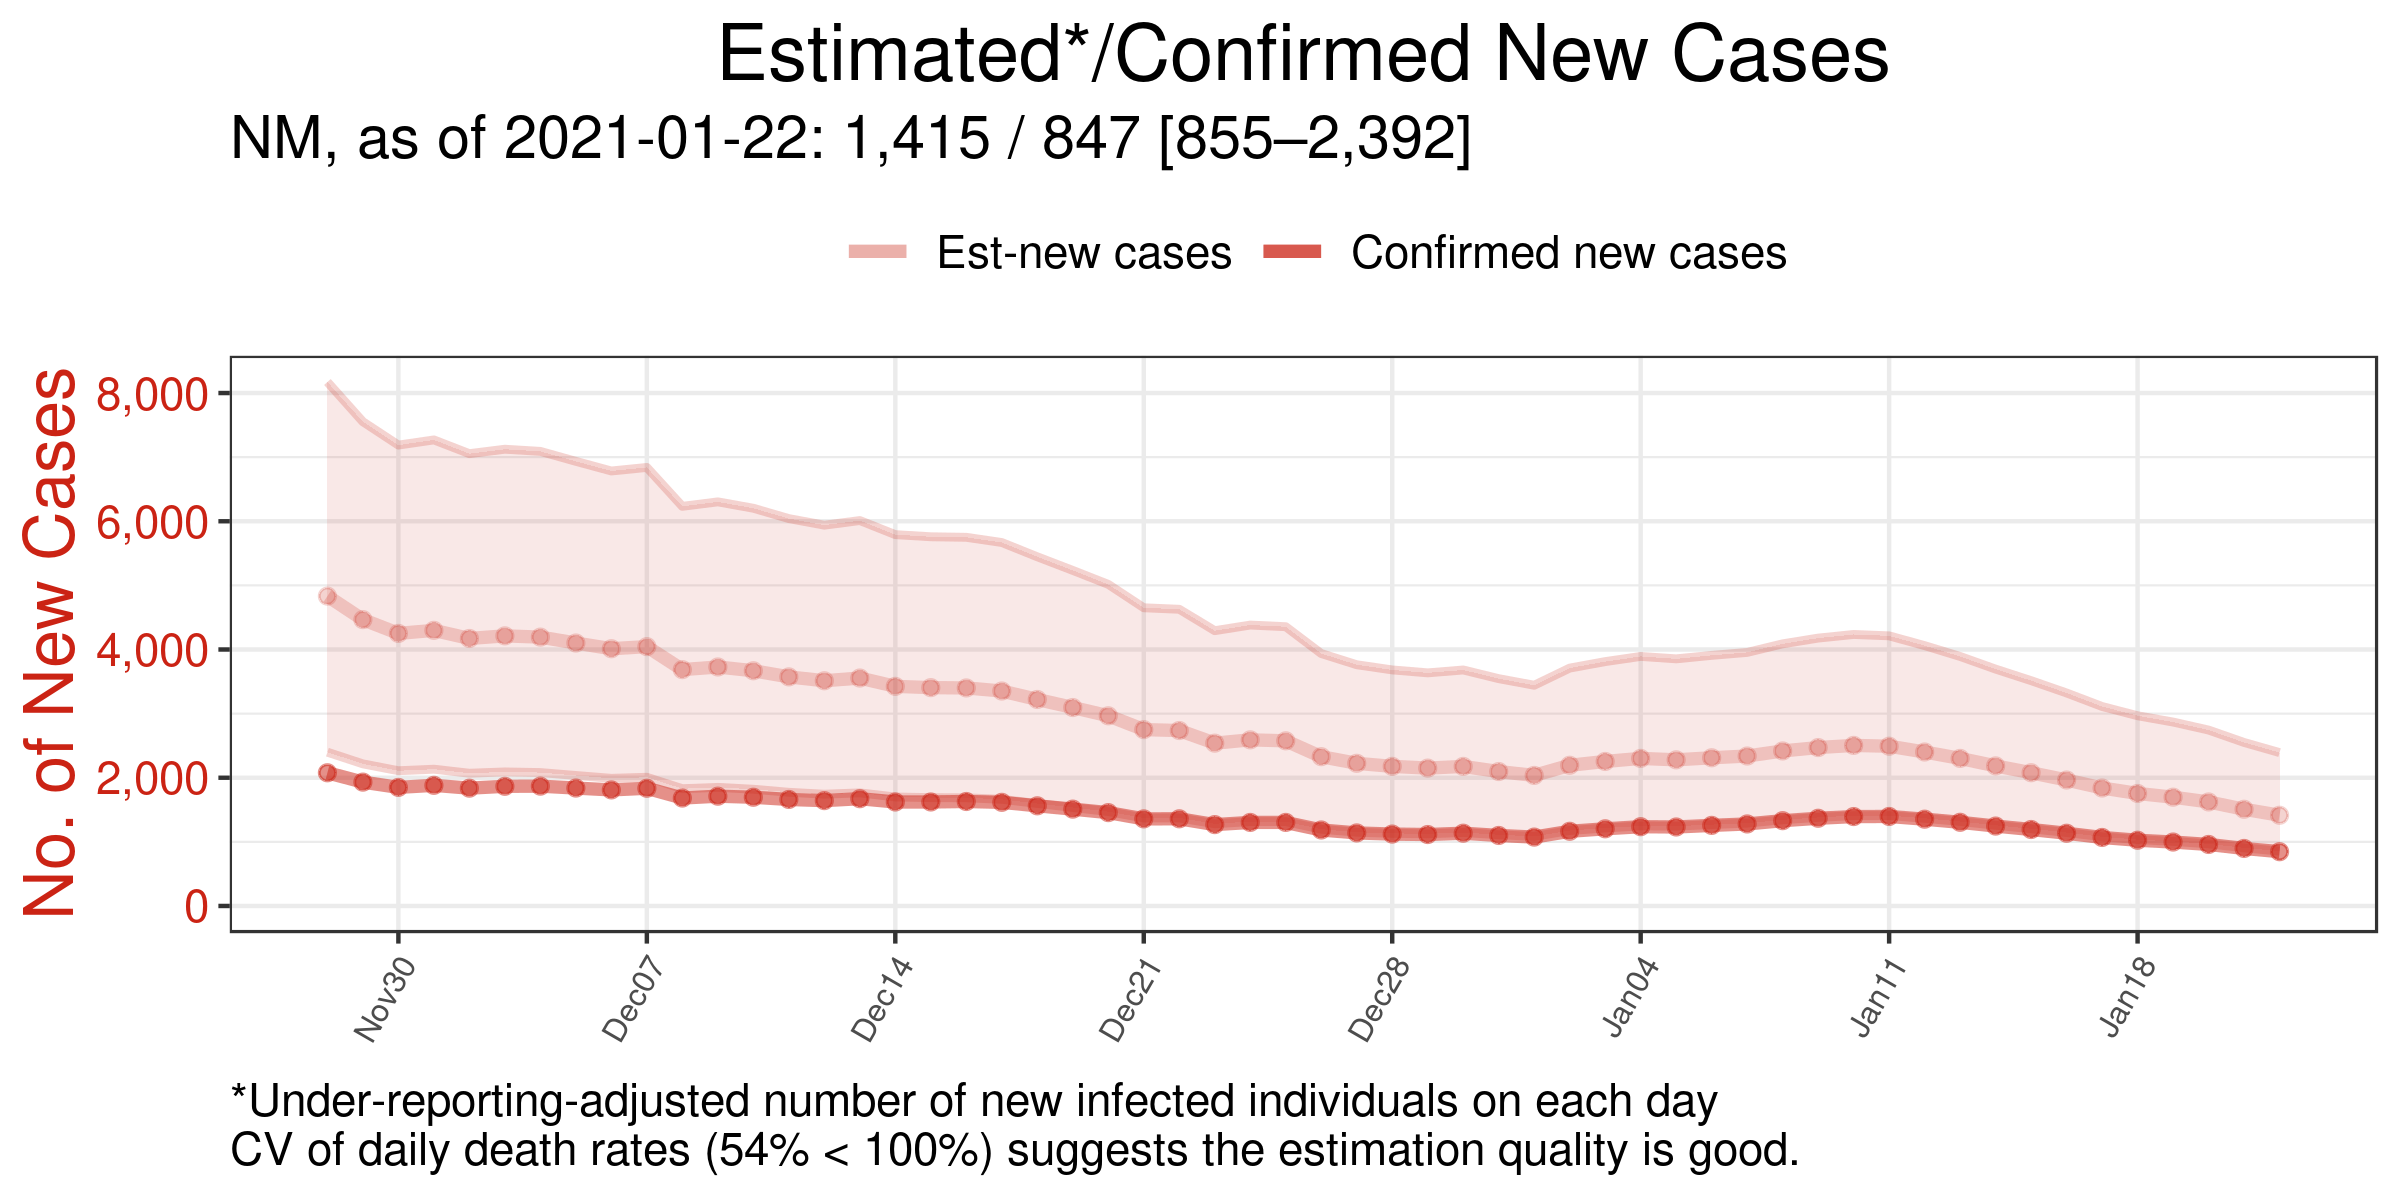 Estimated*/Confirmed New Cases
NM, as of 2021-01-22: 1,415 / 847 [855–2,392]
Est-new cases Confirmed new cases
No. of New Cases
8,000
6,000
4,000
2,000
0
Nov30 Dec07 Dec14 Dec21 Dec28 Jan04 Jan11 Jan18
*Under-reporting-adjusted number of new infected individuals on each day
CV of daily death rates (54% < 100%) suggests the estimation quality is good.